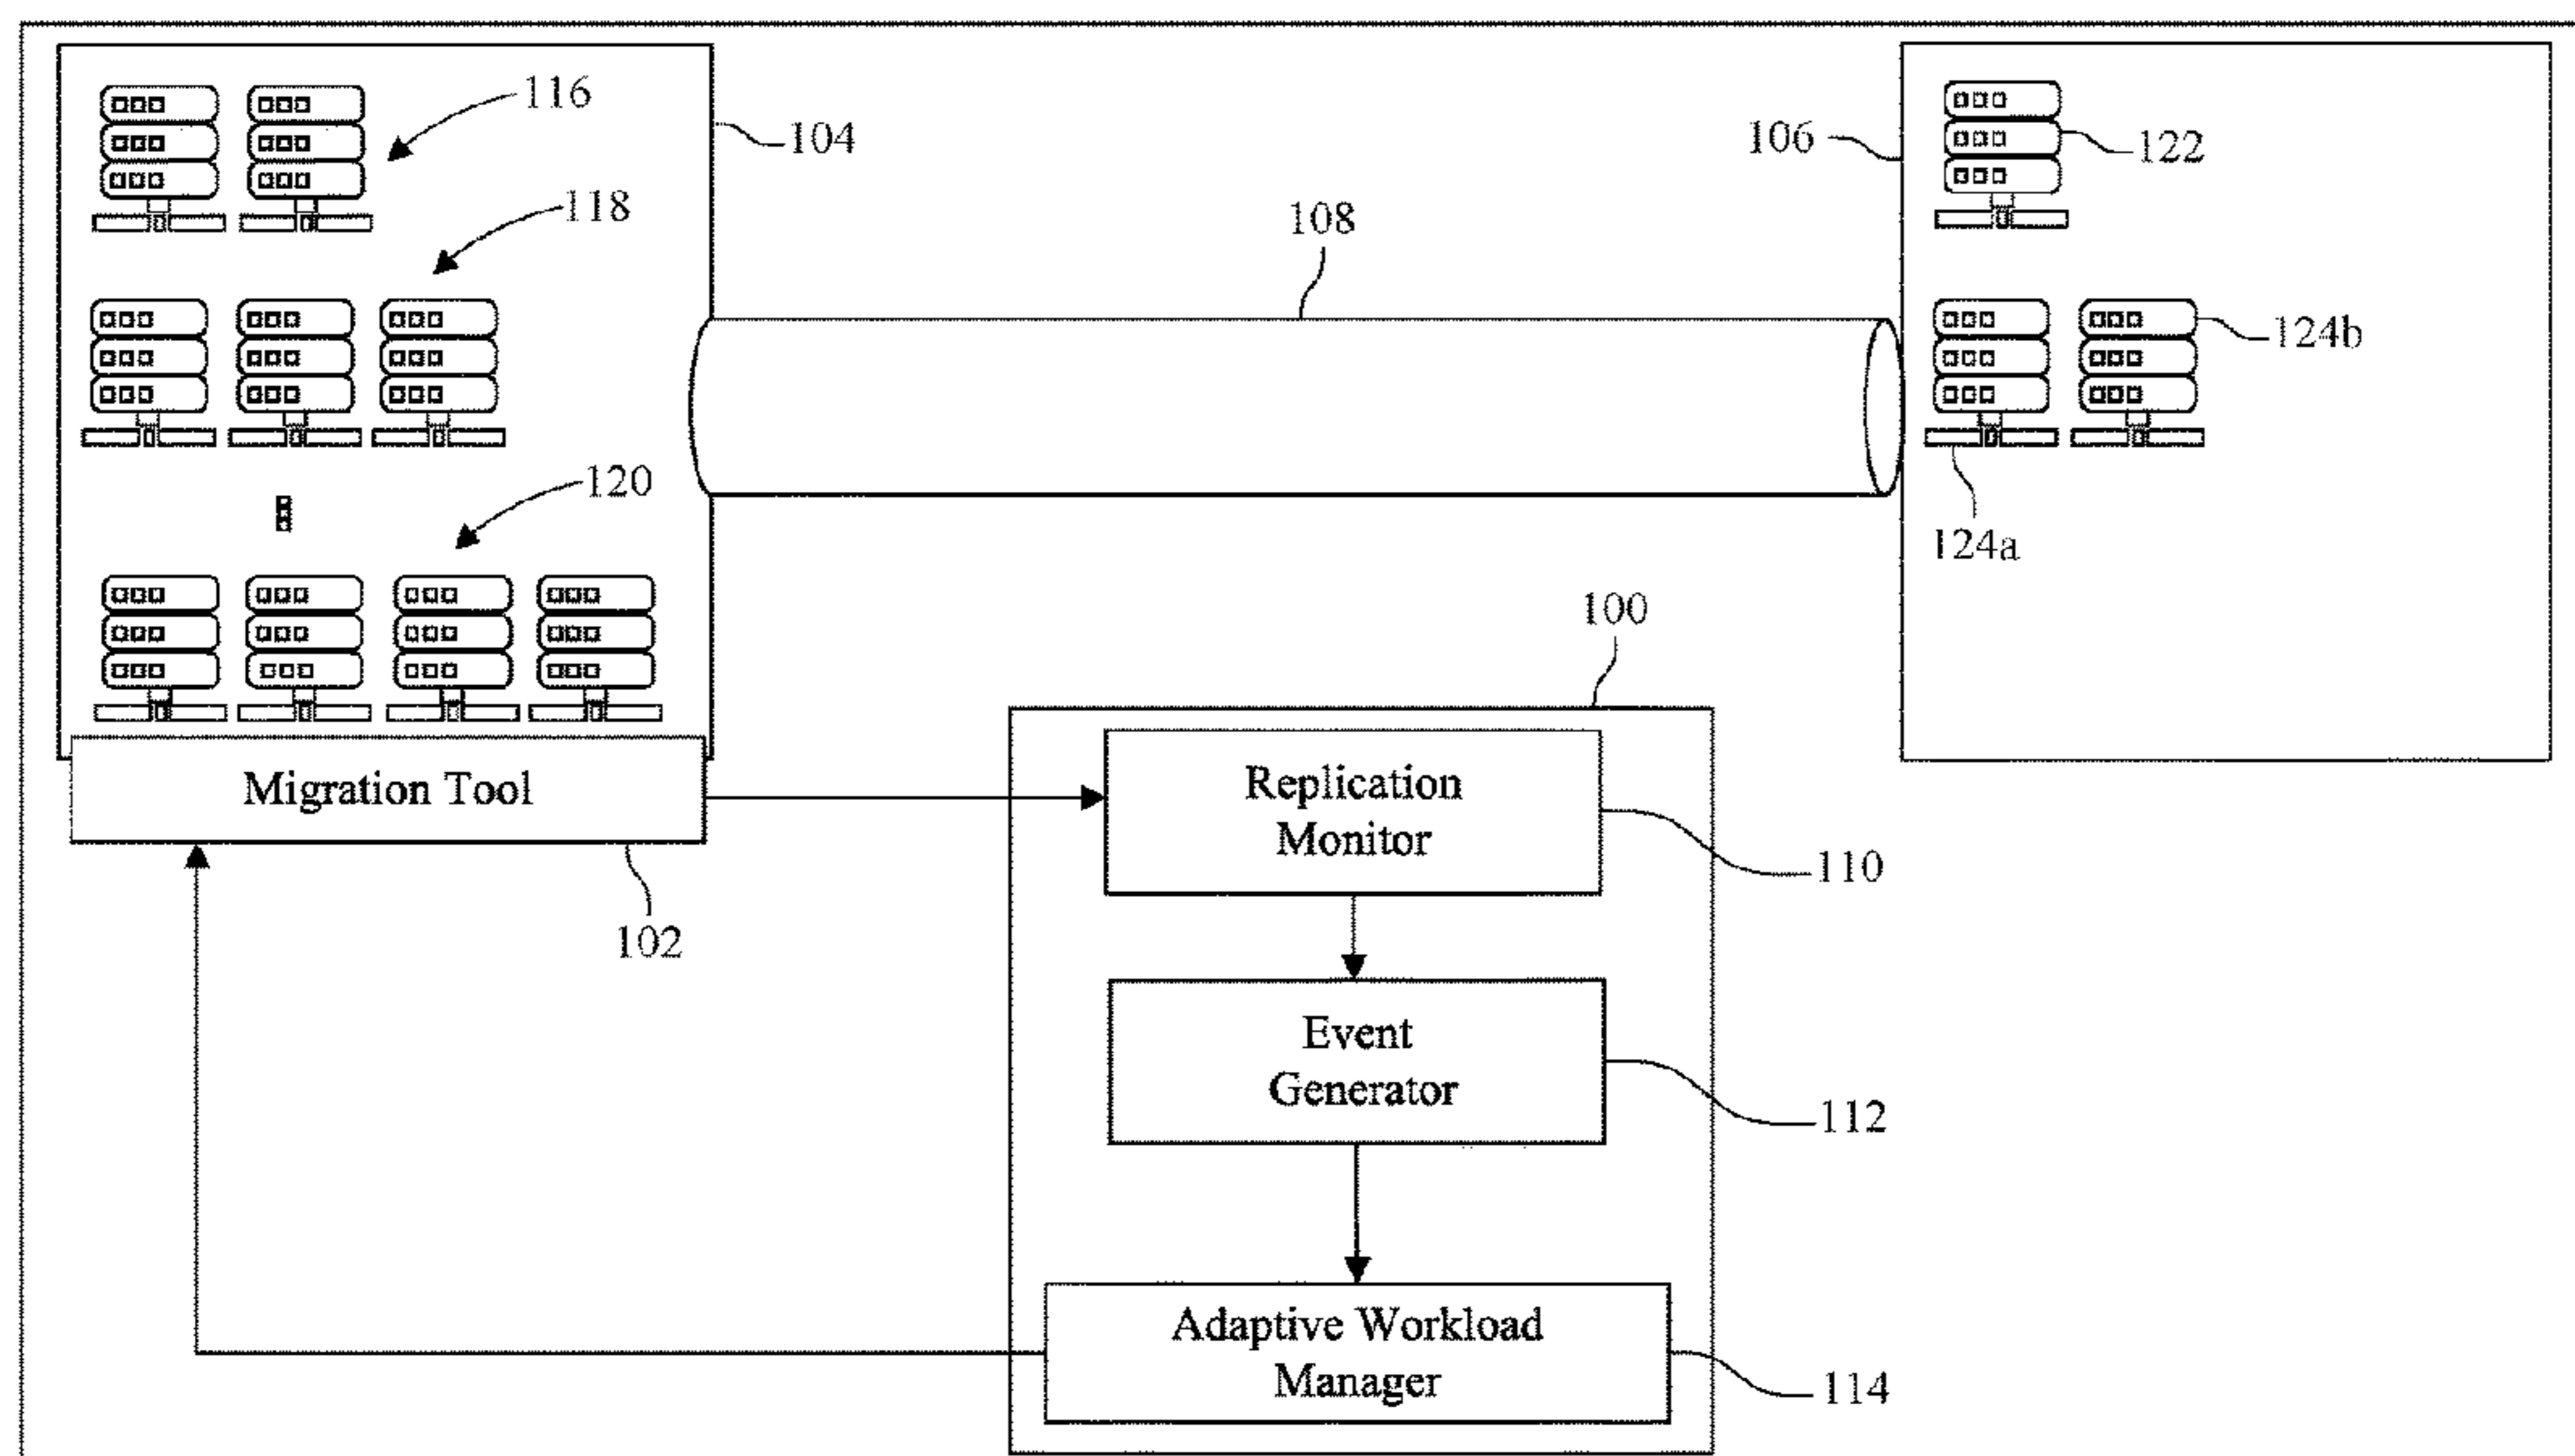 116
104
106
122
118
108
124b
120
124a
100
Migration Tool
Replication
Monitor
110
102
Event
Generator
112
Adaptive Workload
Manager
114